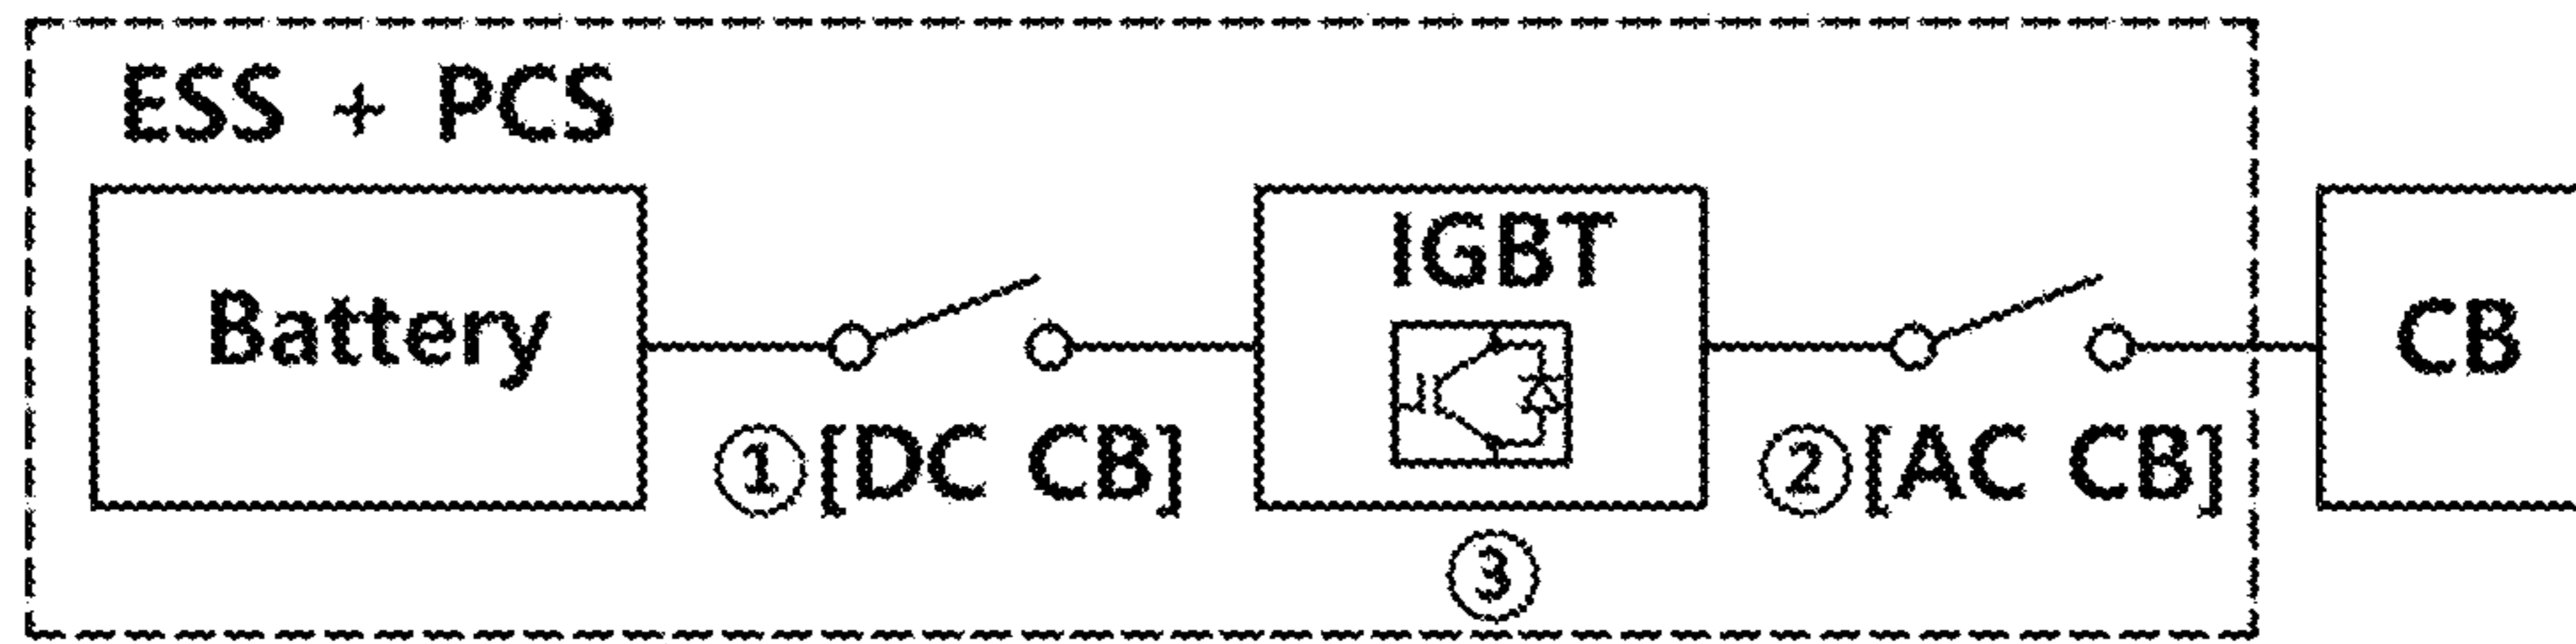 ESS + PCS
IGBT
Battery
CB
①[DC CB]
②[AC CB]
③